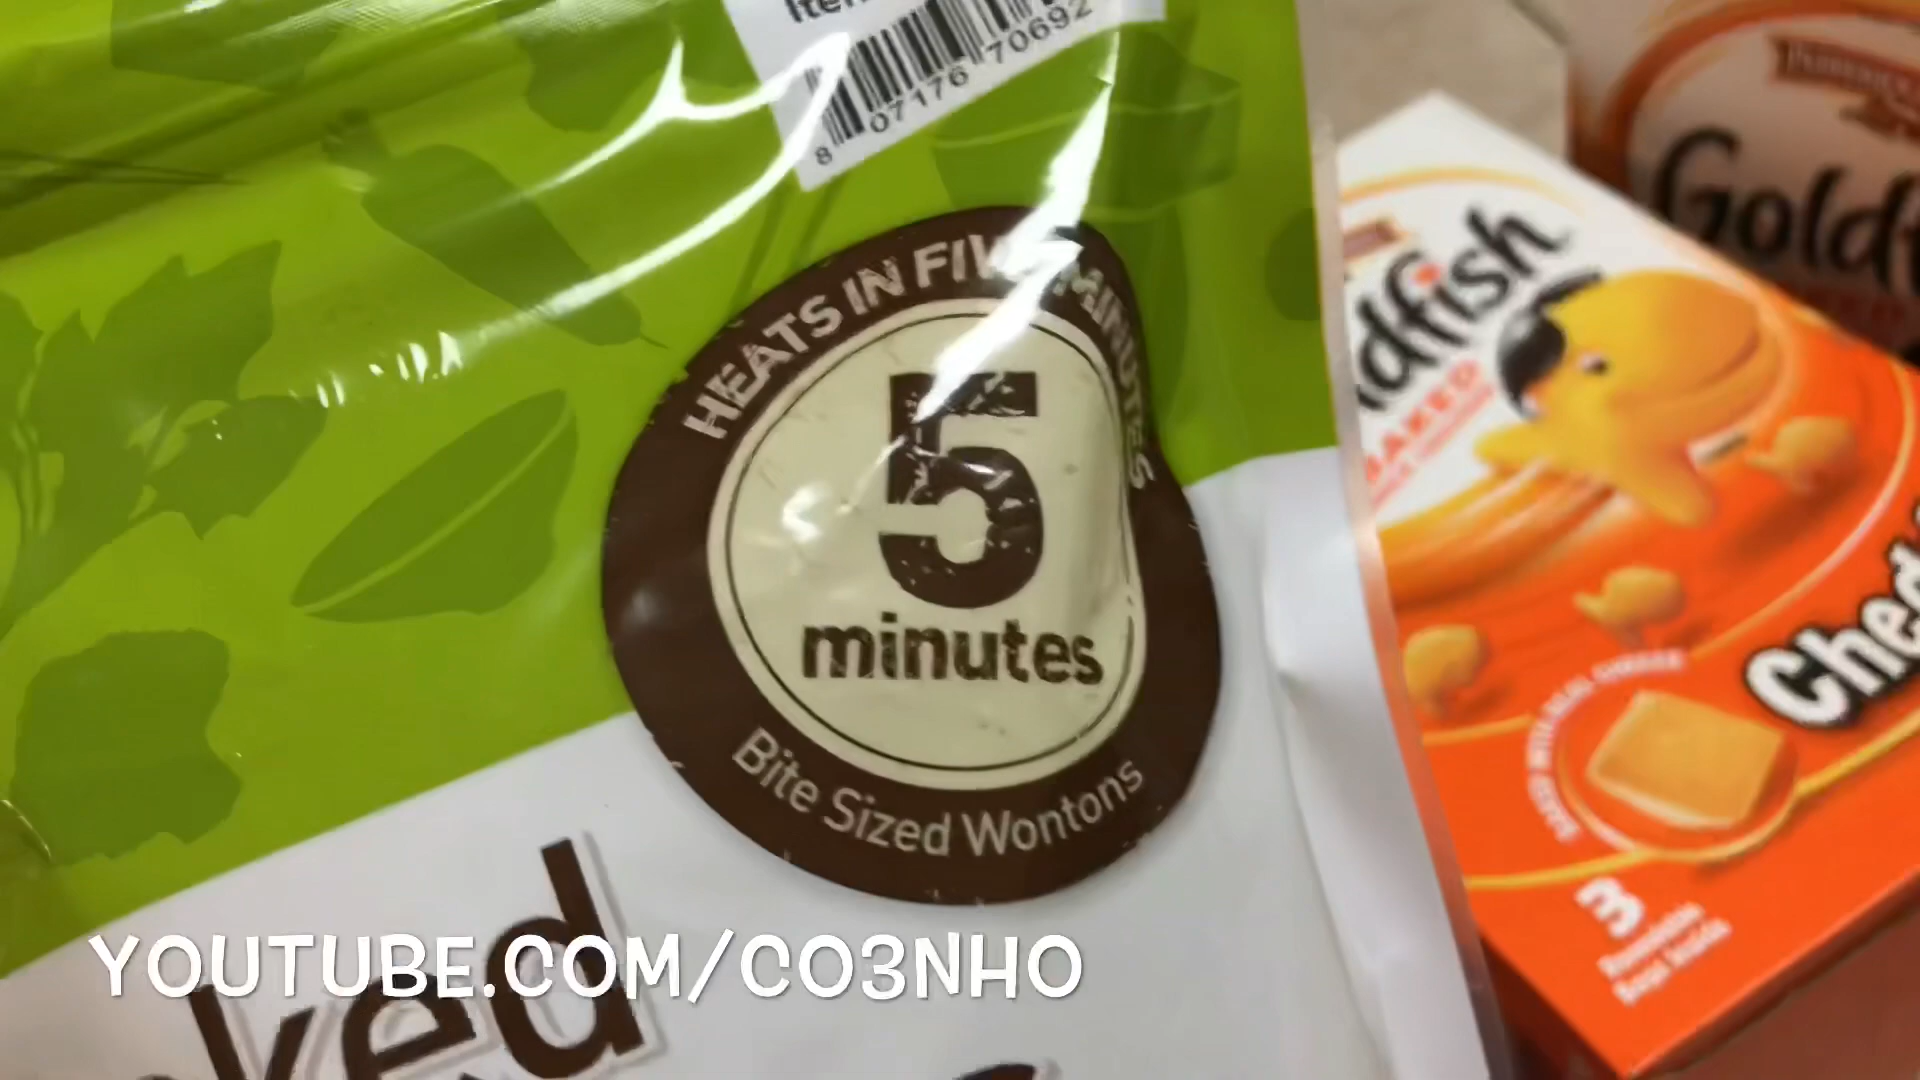 8 07176 70692
HEATS IN FIVE MINUTES
5
minutes
Bite Sized Wontons
ked
YOUTUBE.COM/CO3NHO
Goldf
dfish
BAKED
Ched
3